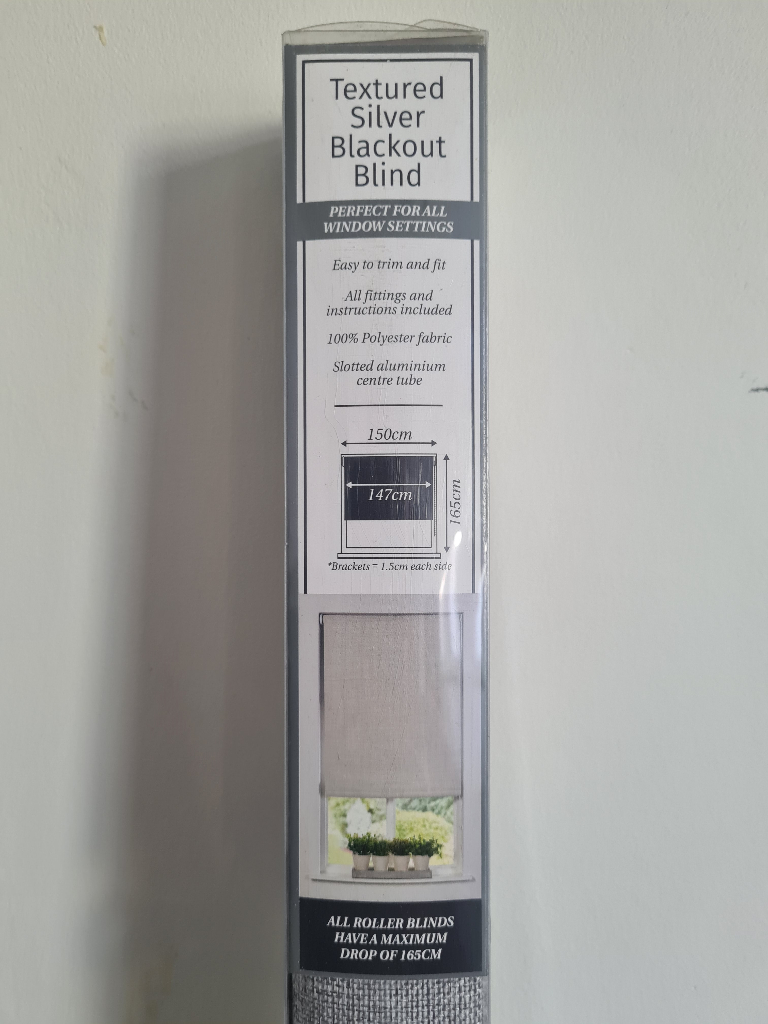 Textured
Silver
Blackout
Blind
PERFECT FOR ALL
WINDOW SETTINGS
Easy to trim and fit
All fittings and
instructions included
100% Polyester fabric
Slotted aluminium
centre tube
150cm
147cm
165cm
*Brackets = 1.5cm each side
ALL ROLLER BLINDS
HAVE A MAXIMUM
DROP OF 165CM